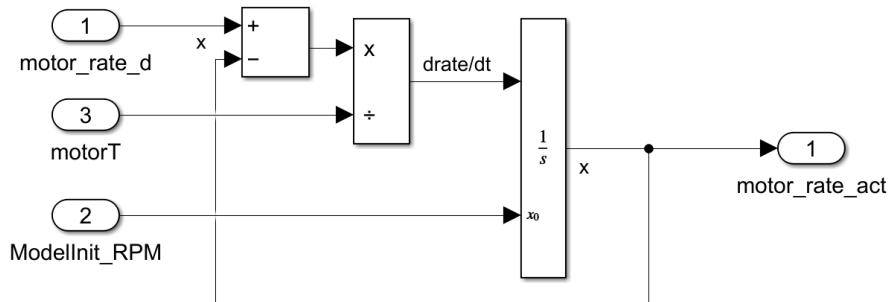 1
+
x
motor_rate_d
−
x
drate/dt
3
÷
motorT
1
s
x
1
motor_rate_act
2
x₀
ModelInit_RPM